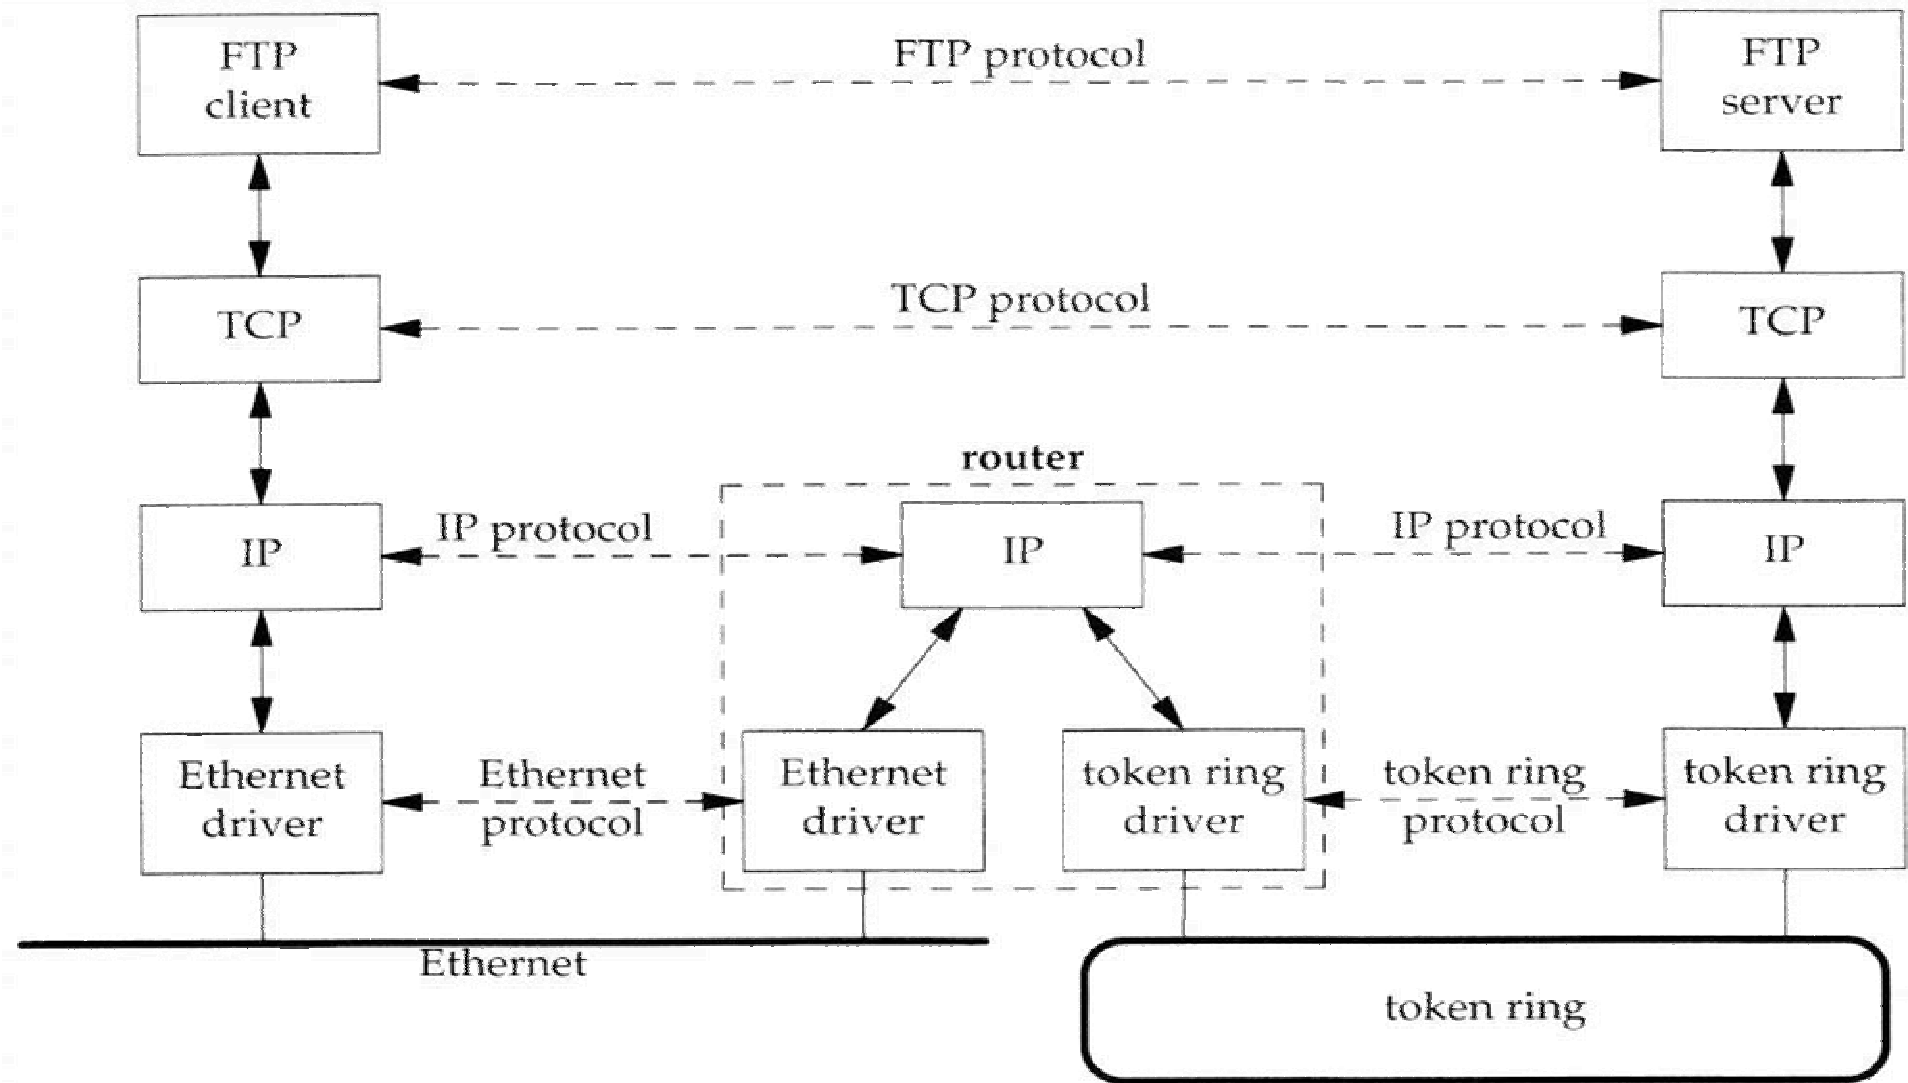 FTP
client
FTP protocol
FTP
server
TCP
TCP protocol
TCP
router
IP
IP protocol
IP
IP protocol
IP
Ethernet
driver
Ethernet
protocol
Ethernet
driver
token ring
driver
token ring
protocol
token ring
driver
Ethernet
token ring